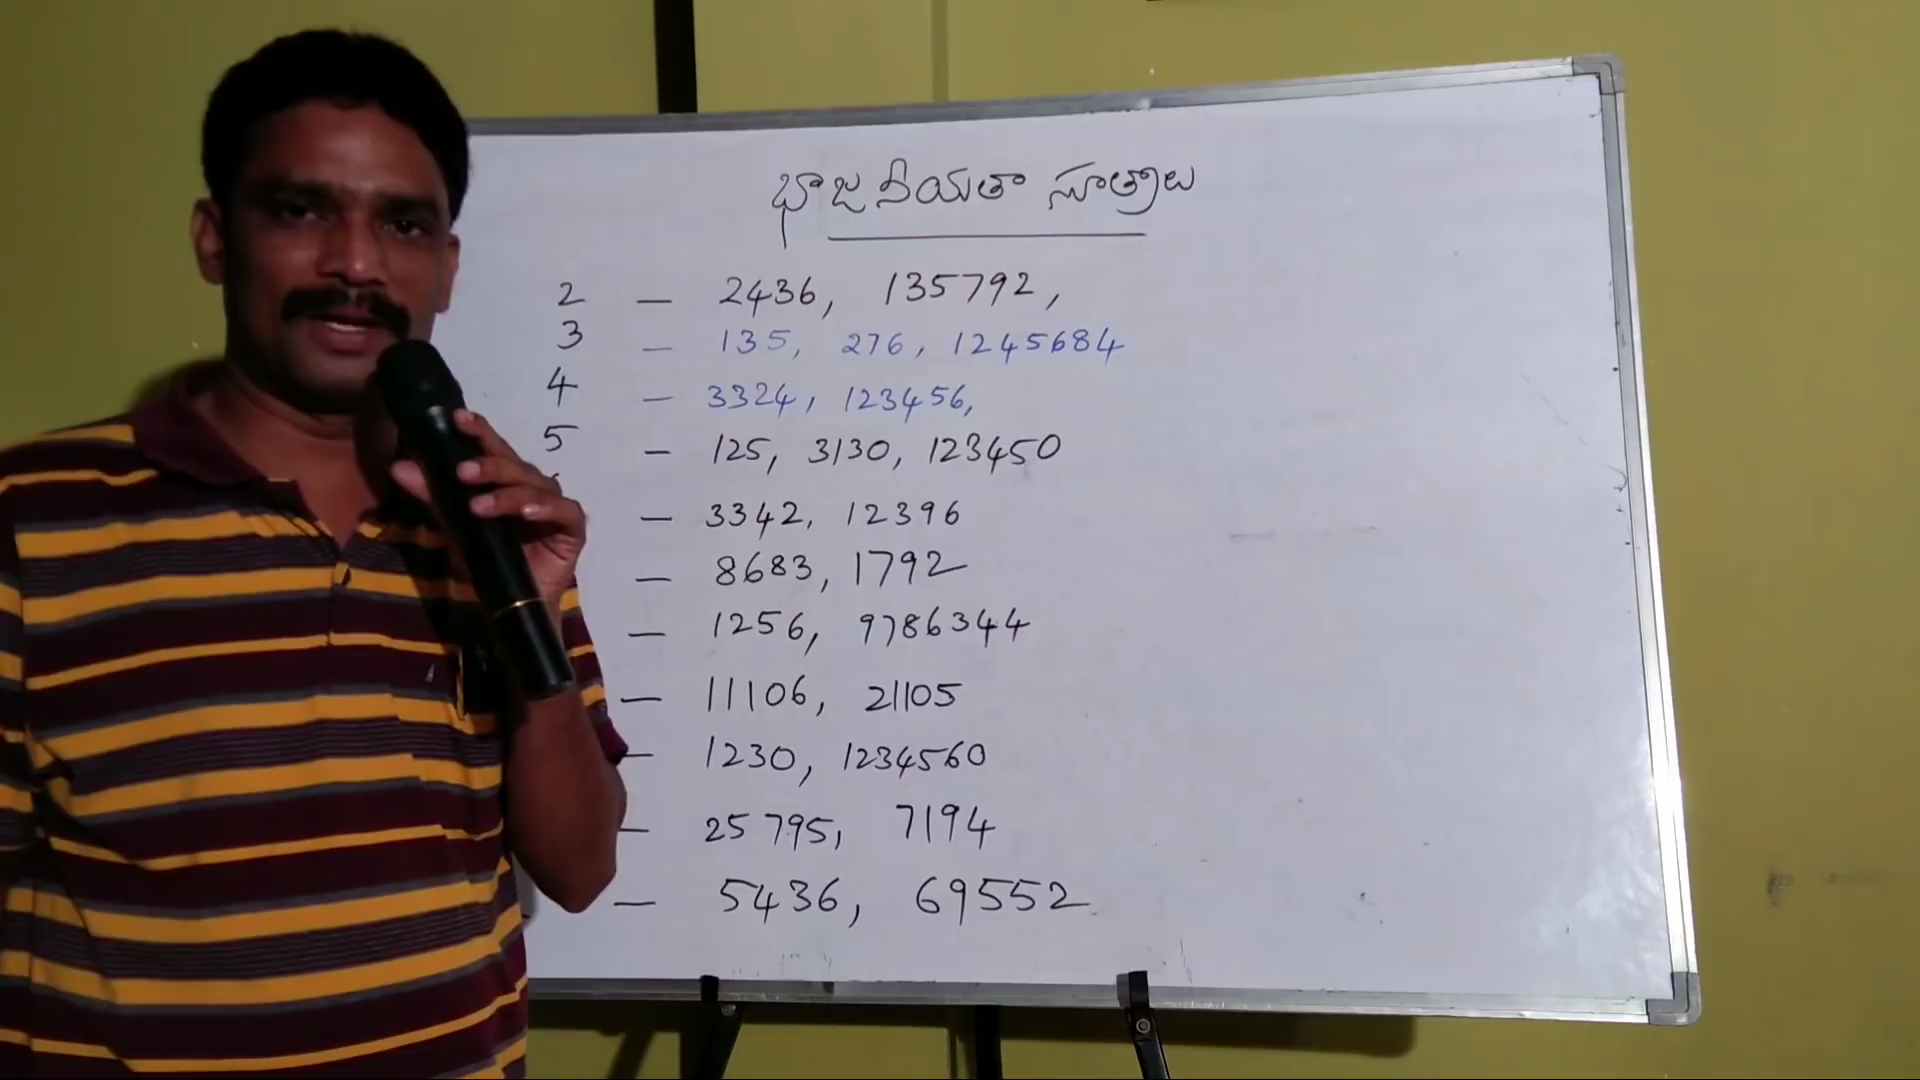 భాజనీయతా సూత్రాలు
2 – 2436, 135792,
3 – 135, 276, 1245684
4 – 3324, 123456,
5 – 125, 3130, 123450
– 3342, 12396
– 8683, 1792
– 1256, 9786344
– 11106, 21105
– 1230, 1234560
– 25795, 7194
– 5436, 69552